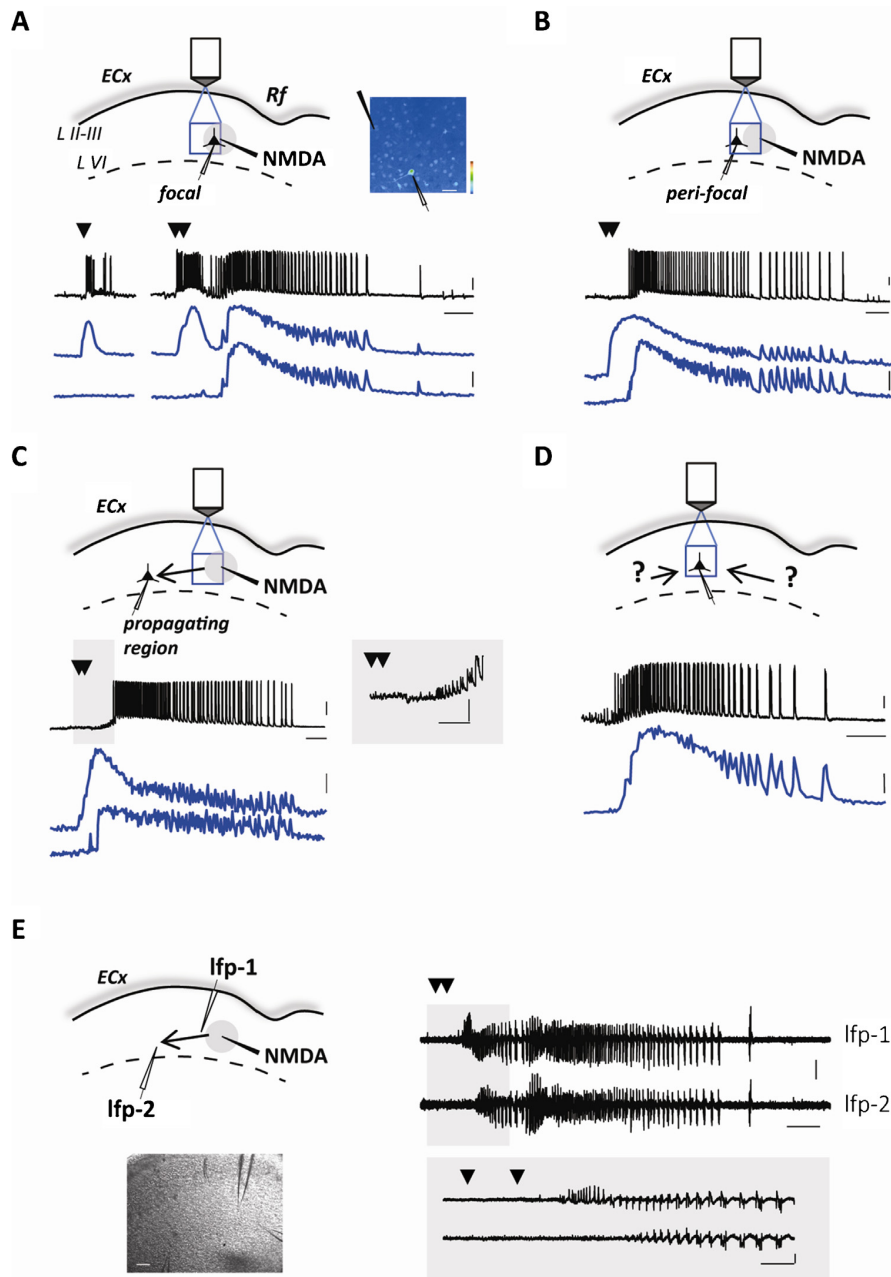 A
ECx
Rf
L II-III
L VI
NMDA
focal
B
ECx
NMDA
peri-focal
C
ECx
NMDA
propagating
region
D
?
?
E
ECx
lfp-1
NMDA
lfp-2
lfp-1
lfp-2